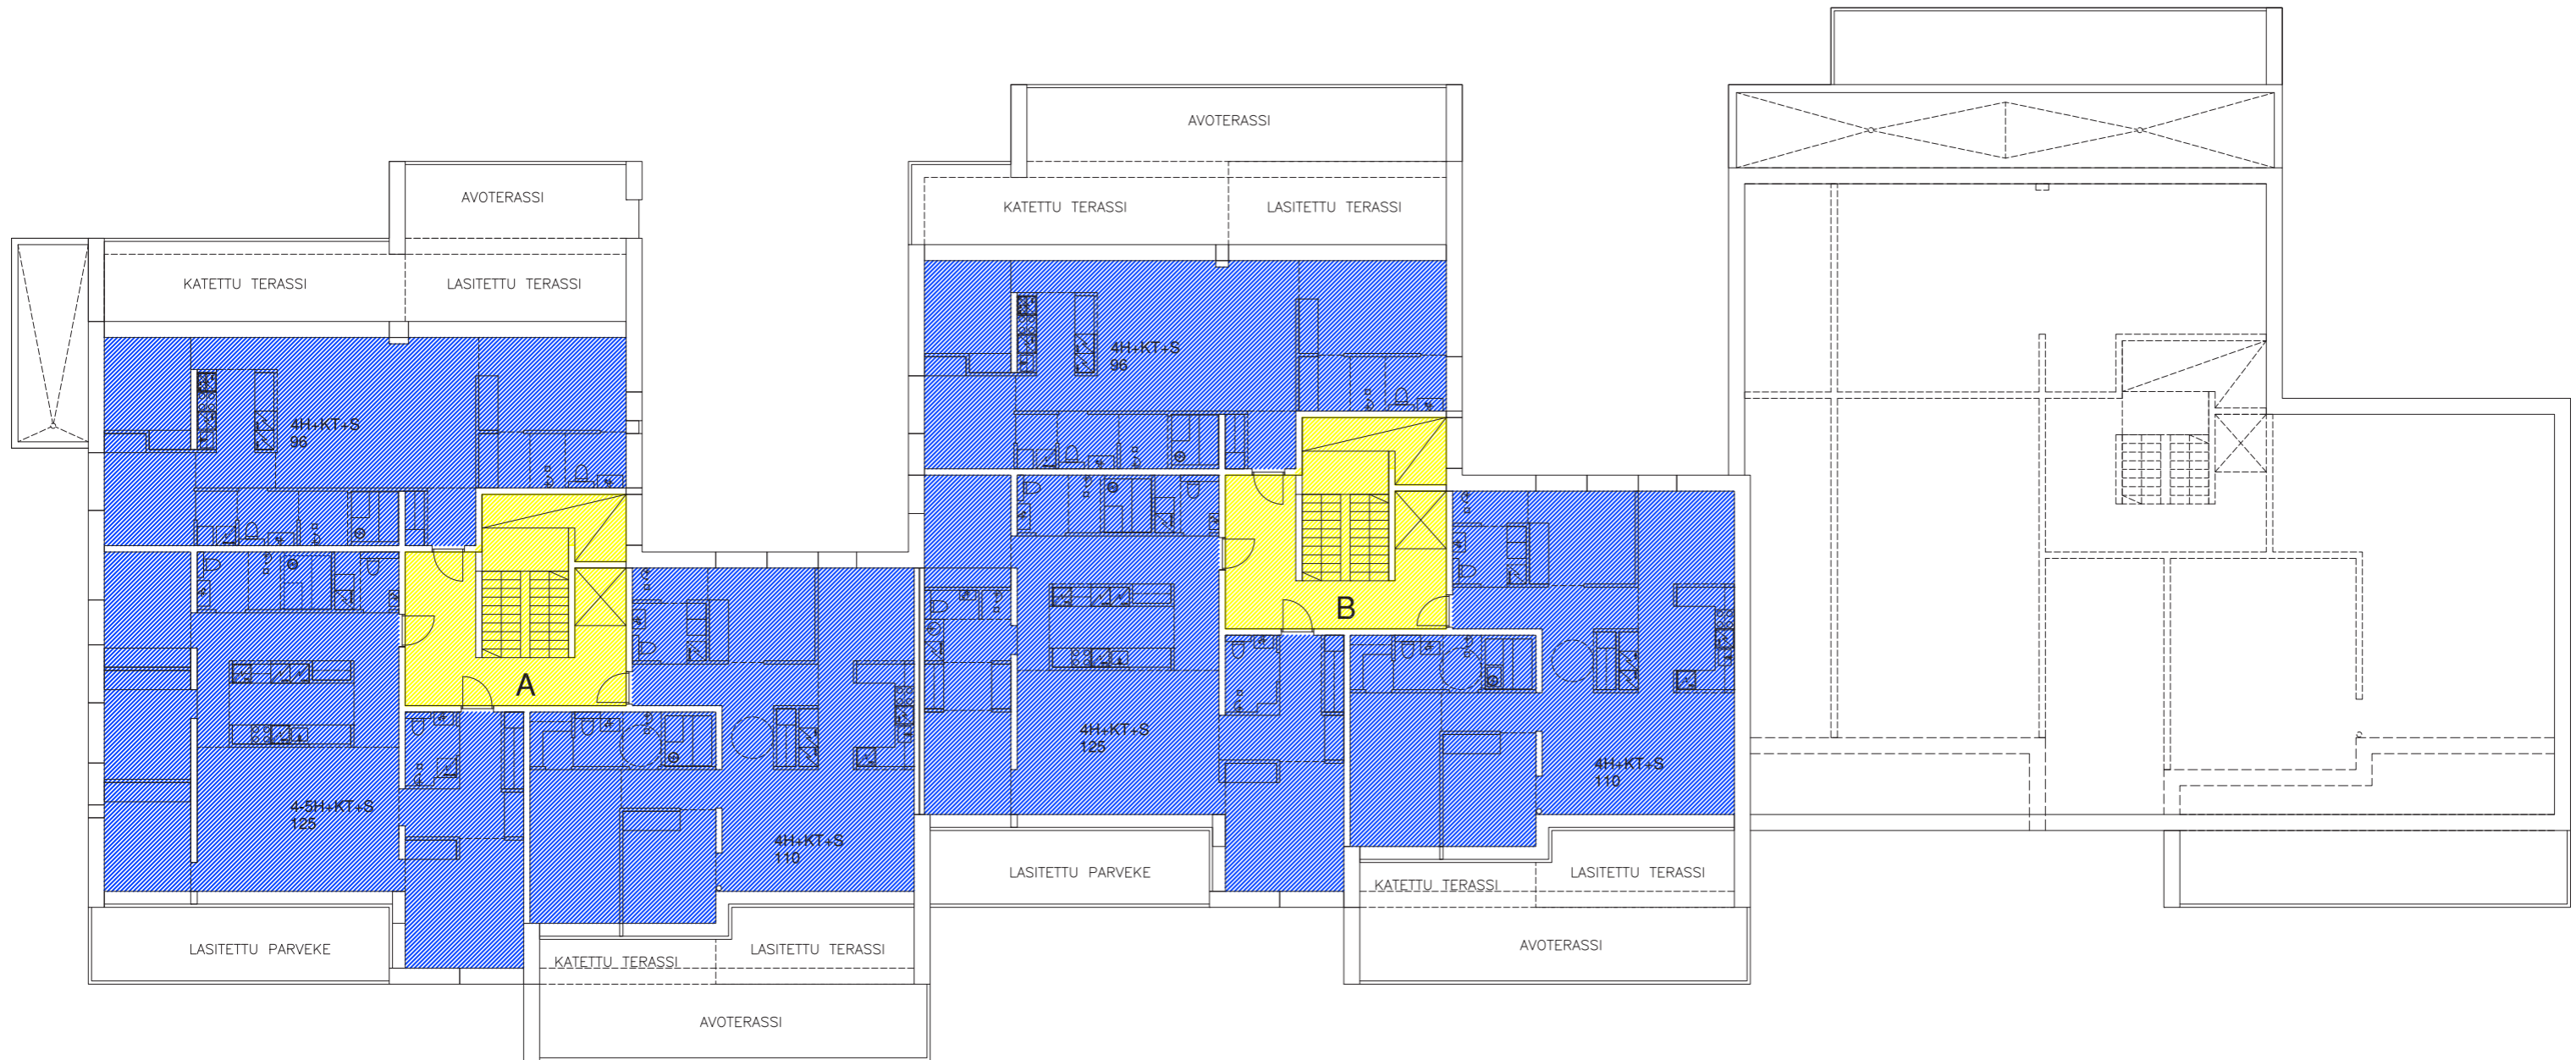 AVOTERASSI
KATETTU TERASSI
LASITETTU TERASSI
4H+KT+S
96
A
4-5H+KT+S
125
4H+KT+S
110
LASITETTU PARVEKE
KATETTU TERASSI
LASITETTU TERASSI
AVOTERASSI
AVOTERASSI
KATETTU TERASSI
LASITETTU TERASSI
4H+KT+S
96
B
4H+KT+S
125
4H+KT+S
110
LASITETTU PARVEKE
KATETTU TERASSI
LASITETTU TERASSI
AVOTERASSI